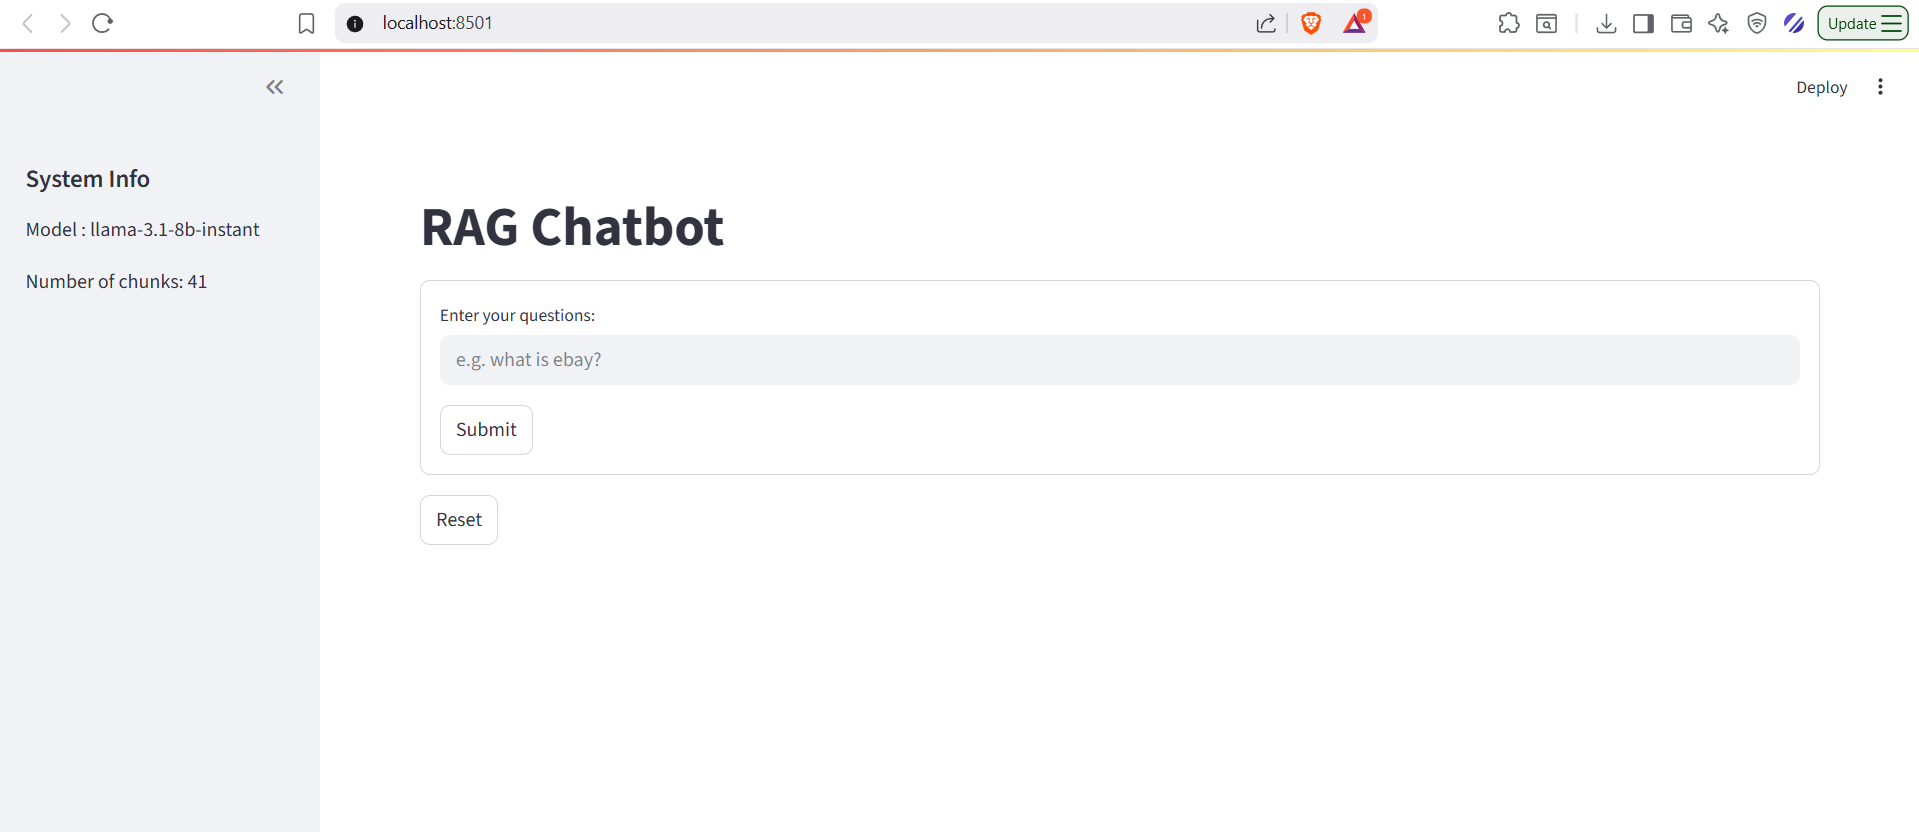 localhost:8501
1
Update
Deploy
System Info
Model : llama-3.1-8b-instant
Number of chunks: 41
RAG Chatbot
Enter your questions:
e.g. what is ebay?
Submit
Reset